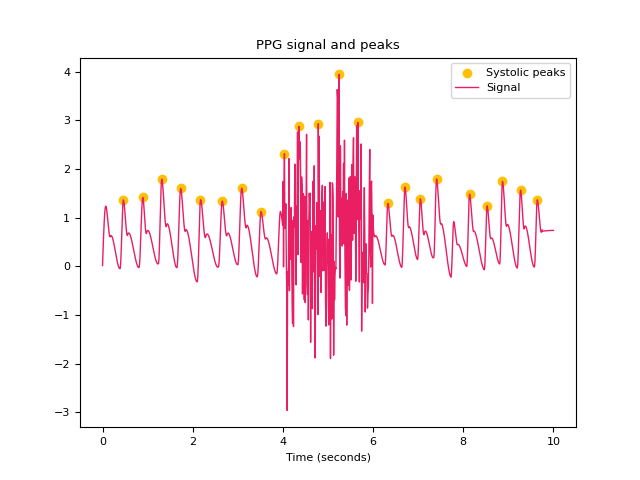 PPG signal and peaks
Systolic peaks
Signal
4
3
2
1
0
−1
−2
−3
0 2 4 6 8 10
Time (seconds)